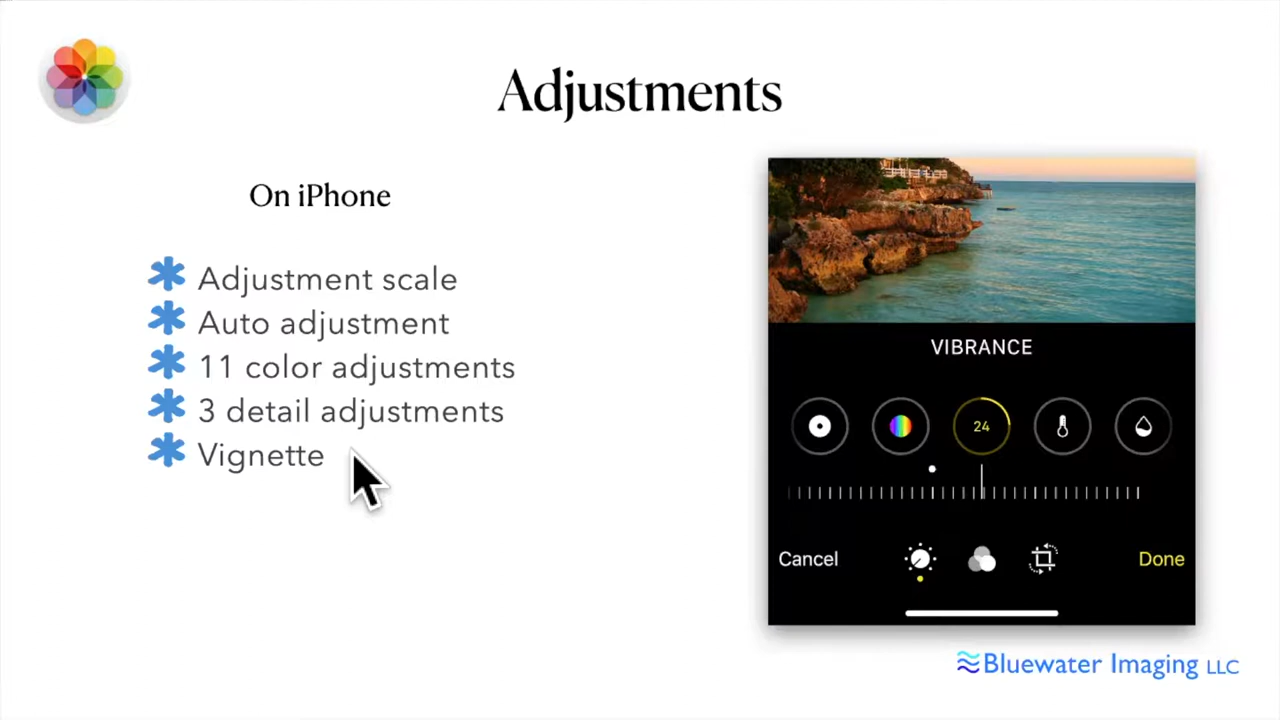 Adjustments
On iPhone
Adjustment scale
Auto adjustment
11 color adjustments
3 detail adjustments
Vignette
VIBRANCE
24
Cancel
Done
Bluewater Imaging LLC